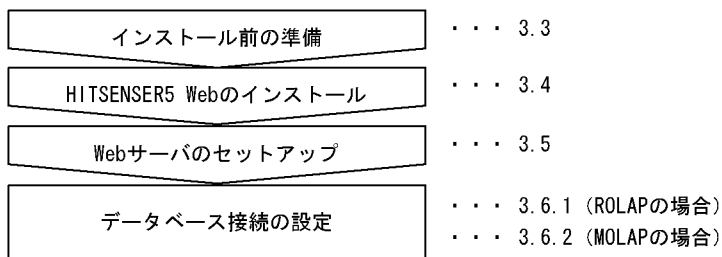 インストール前の準備 ・・・ 3.3
HITSENSER5 Webのインストール ・・・ 3.4
Webサーバのセットアップ ・・・ 3.5
データベース接続の設定 ・・・ 3.6.1 (ROLAPの場合)
・・・ 3.6.2 (MOLAPの場合)